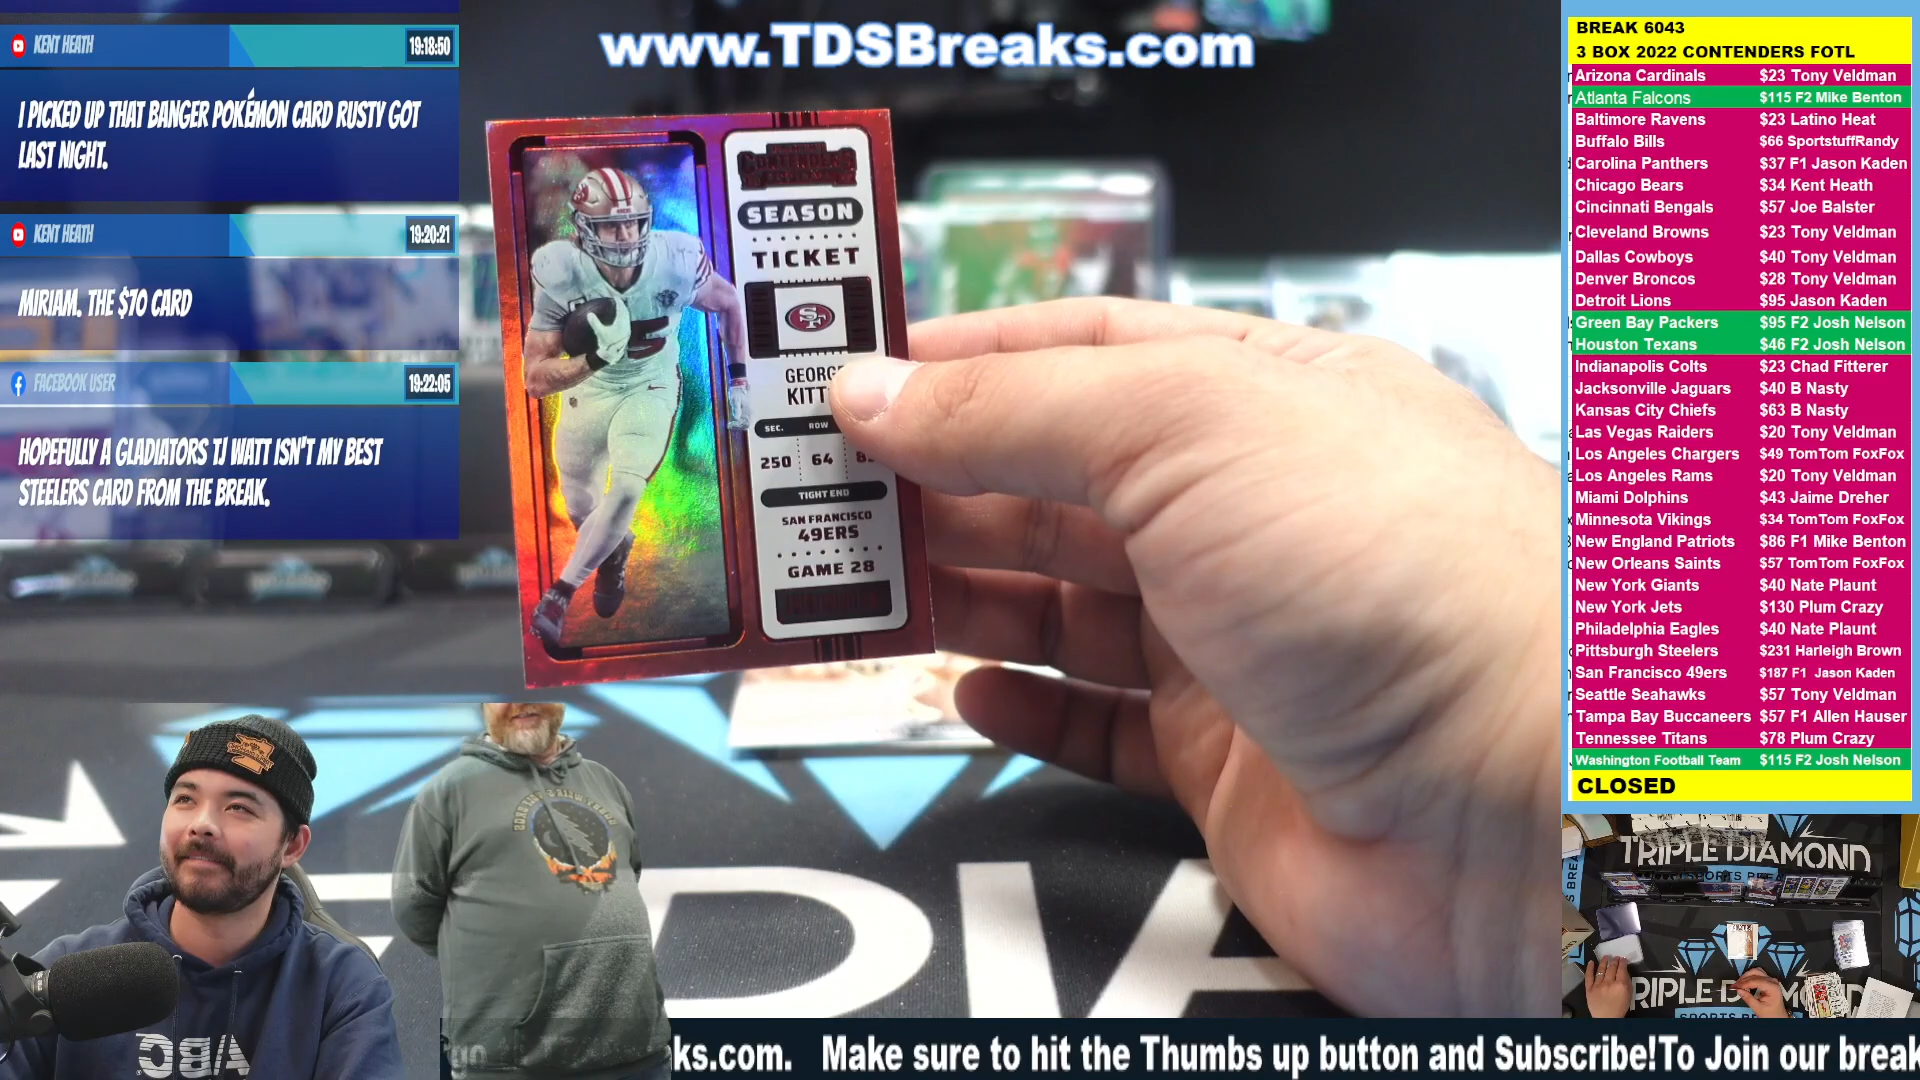 KENT HEATH
19:18:50
I PICKED UP THAT BANGER POKÉMON CARD RUSTY GOT
LAST NIGHT.
KENT HEATH
19:20:21
MIRIAM. THE $70 CARD
FACEBOOK USER
19:22:05
HOPEFULLY A GLADIATORS TJ WATT ISN'T MY BEST
STEELERS CARD FROM THE BREAK.
www.TDSBreaks.com
CONTENDERS
SEASON
TICKET
SF
GEORGE
KITT
SEC. ROW
250 64 8
TIGHT END
SAN FRANCISCO
49ERS
GAME 28
BREAK 6043
3 BOX 2022 CONTENDERS FOTL
Arizona Cardinals $23 Tony Veldman
Atlanta Falcons $115 F2 Mike Benton
Baltimore Ravens $23 Latino Heat
Buffalo Bills $66 SportstuffRandy
Carolina Panthers $37 F1 Jason Kaden
Chicago Bears $34 Kent Heath
Cincinnati Bengals $57 Joe Balster
Cleveland Browns $23 Tony Veldman
Dallas Cowboys $40 Tony Veldman
Denver Broncos $28 Tony Veldman
Detroit Lions $95 Jason Kaden
Green Bay Packers $95 F2 Josh Nelson
Houston Texans $46 F2 Josh Nelson
Indianapolis Colts $23 Chad Fitterer
Jacksonville Jaguars $40 B Nasty
Kansas City Chiefs $63 B Nasty
Las Vegas Raiders $20 Tony Veldman
Los Angeles Chargers $49 TomTom FoxFox
Los Angeles Rams $20 Tony Veldman
Miami Dolphins $43 Jaime Dreher
Minnesota Vikings $34 TomTom FoxFox
New England Patriots $86 F1 Mike Benton
New Orleans Saints $57 TomTom FoxFox
New York Giants $40 Nate Plaunt
New York Jets $130 Plum Crazy
Philadelphia Eagles $40 Nate Plaunt
Pittsburgh Steelers $231 Harleigh Brown
San Francisco 49ers $187 F1 Jason Kaden
Seattle Seahawks $57 Tony Veldman
Tampa Bay Buccaneers $57 F1 Allen Hauser
Tennessee Titans $78 Plum Crazy
Washington Football Team $115 F2 Josh Nelson
CLOSED
TRIPLE DIAMOND
DIA
ks.com. Make sure to hit the Thumbs up button and Subscribe!To Join our break